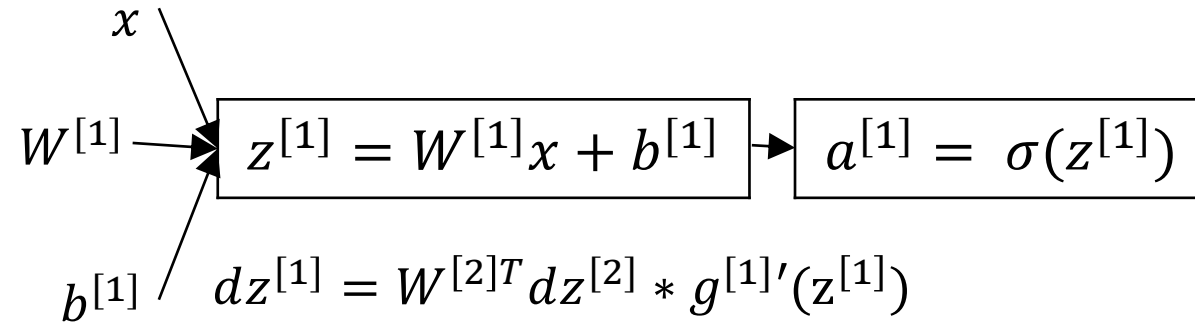 x
W^{[1]}
z^{[1]} = W^{[1]}x + b^{[1]}
a^{[1]} = σ(z^{[1]})
b^{[1]}
dz^{[1]} = W^{[2]T}dz^{[2]} * g^{[1]}′(z^{[1]})